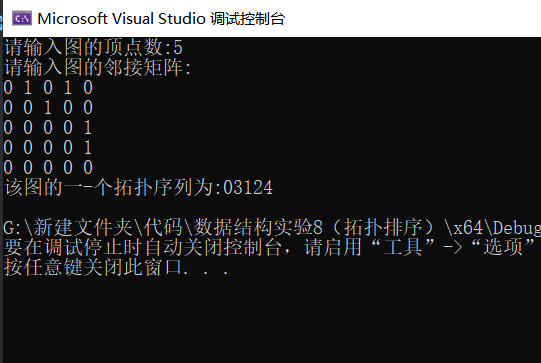 Microsoft Visual Studio 调试控制台
请输入图的顶点数:5
请输入图的邻接矩阵:
0 1 0 1 0
0 0 1 0 0
0 0 0 0 1
0 0 0 0 1
0 0 0 0 0
该图的一-个拓扑序列为:03124
G:\新建文件夹\代码\数据结构实验8（拓扑排序）\x64\Debug
要在调试停止时自动关闭控制台，请启用“工具”->“选项”
按任意键关闭此窗口. . .